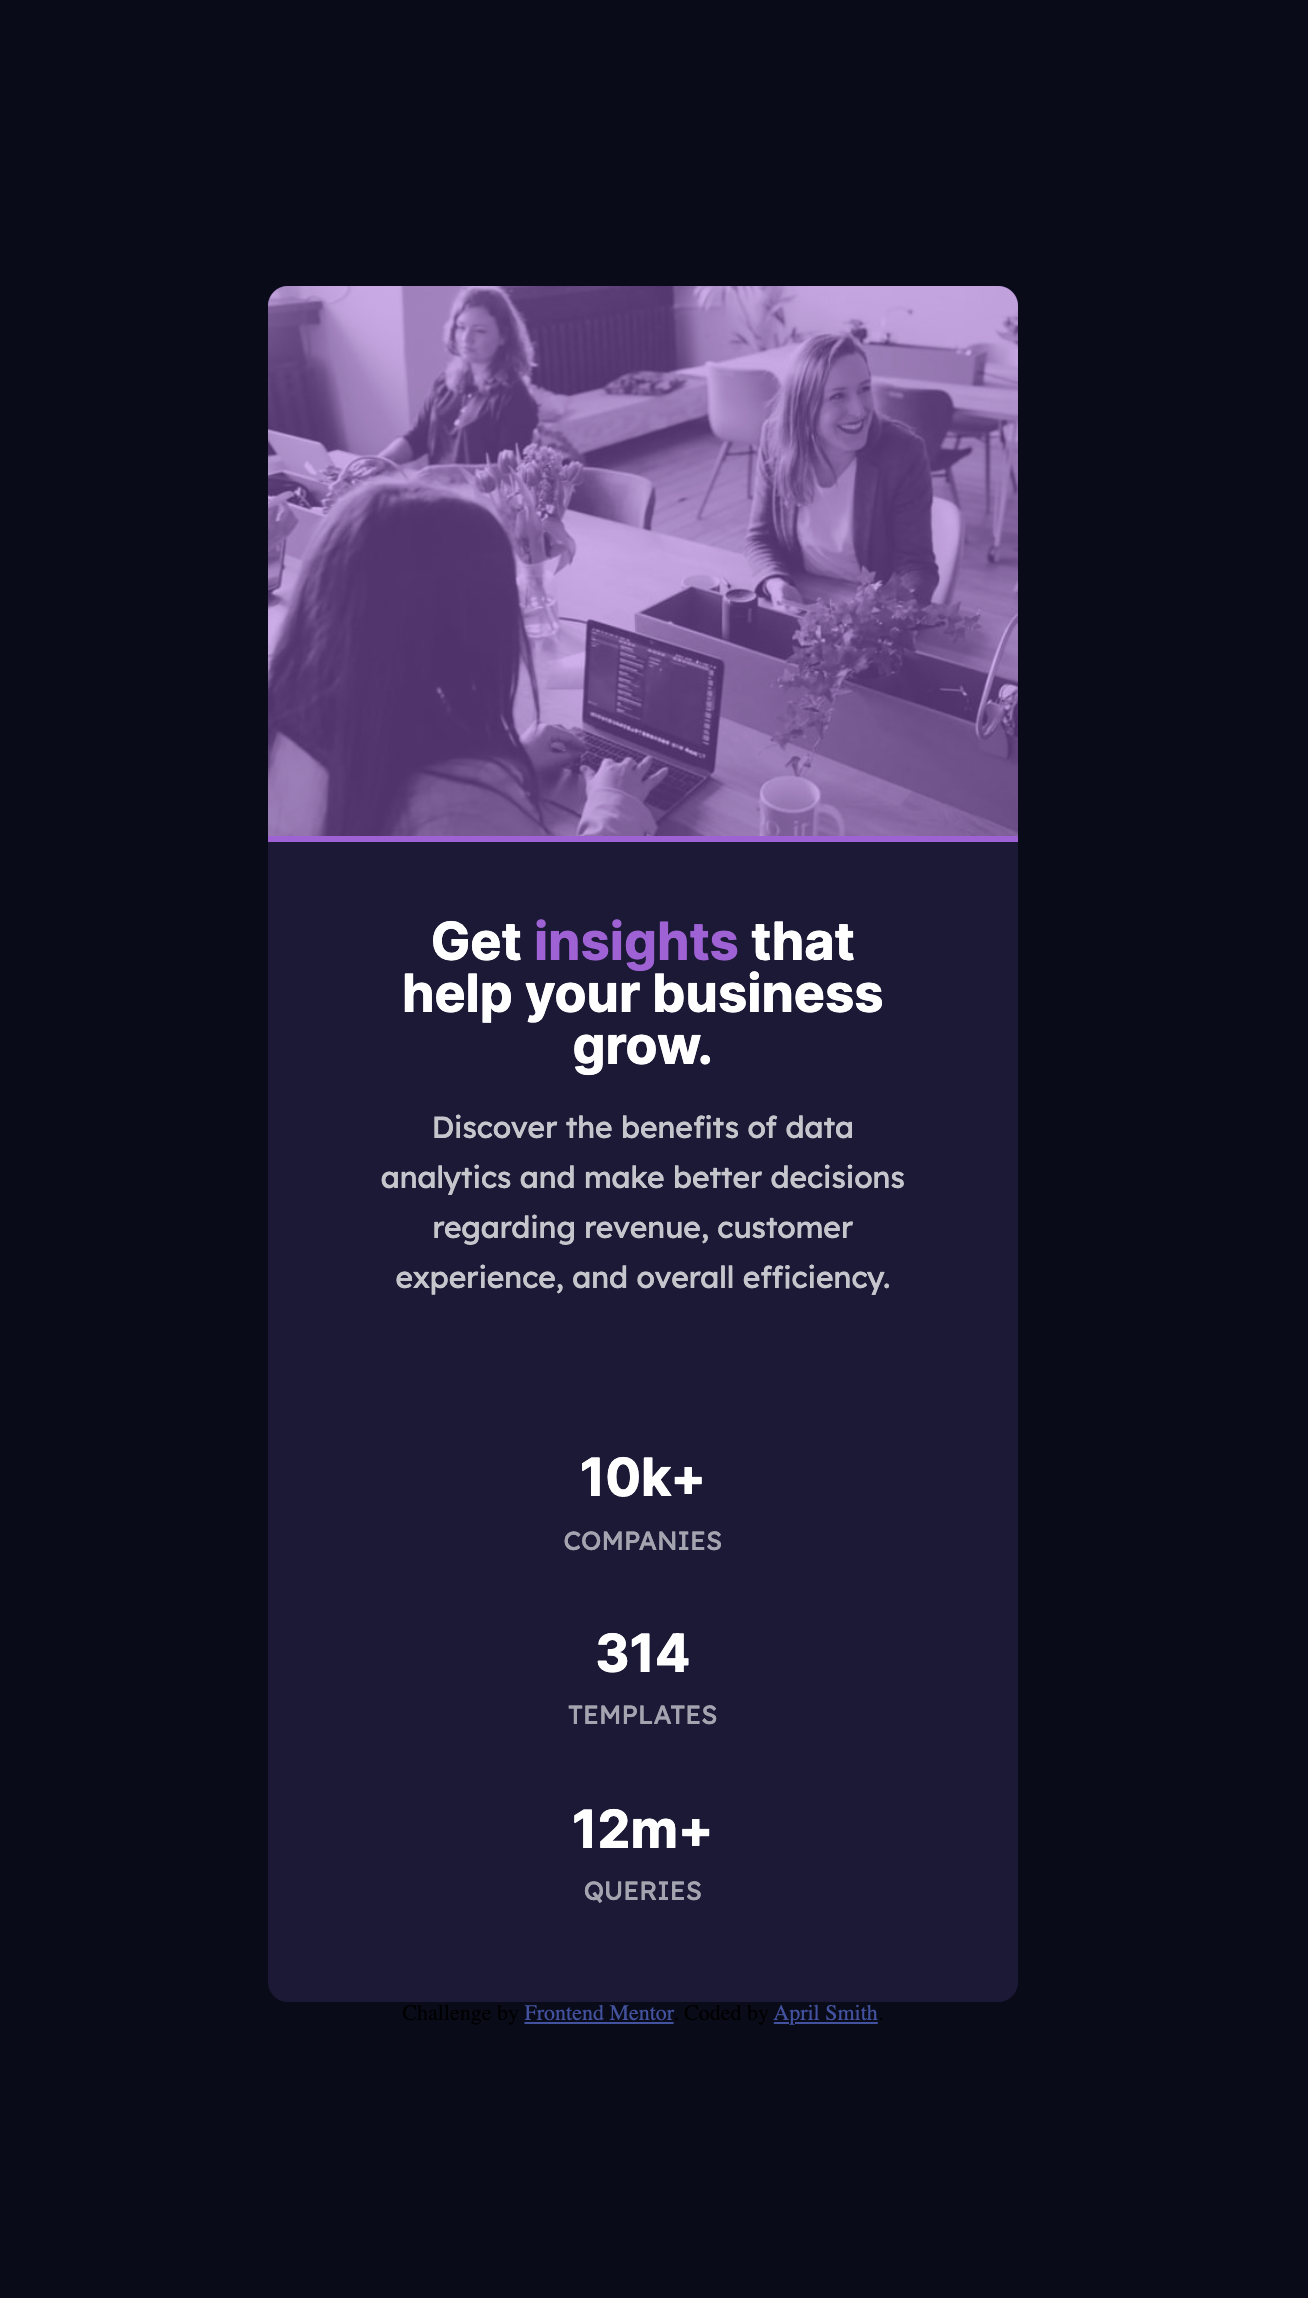 Get insights that
help your business
grow.
Discover the benefits of data
analytics and make better decisions
regarding revenue, customer
experience, and overall efficiency.
10k+
COMPANIES
314
TEMPLATES
12m+
QUERIES
Challenge by Frontend Mentor. Coded by April Smith.